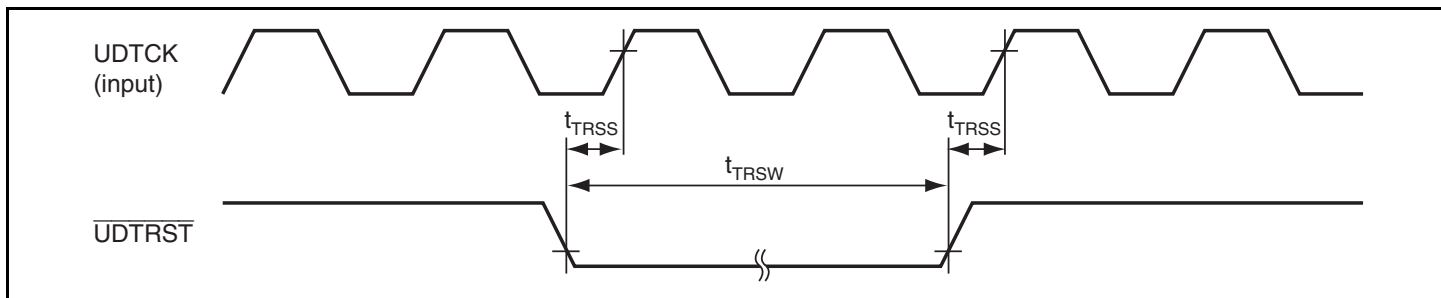 UDTCK
(input)
tTRSS
tTRSS
tTRSW
UDTRST